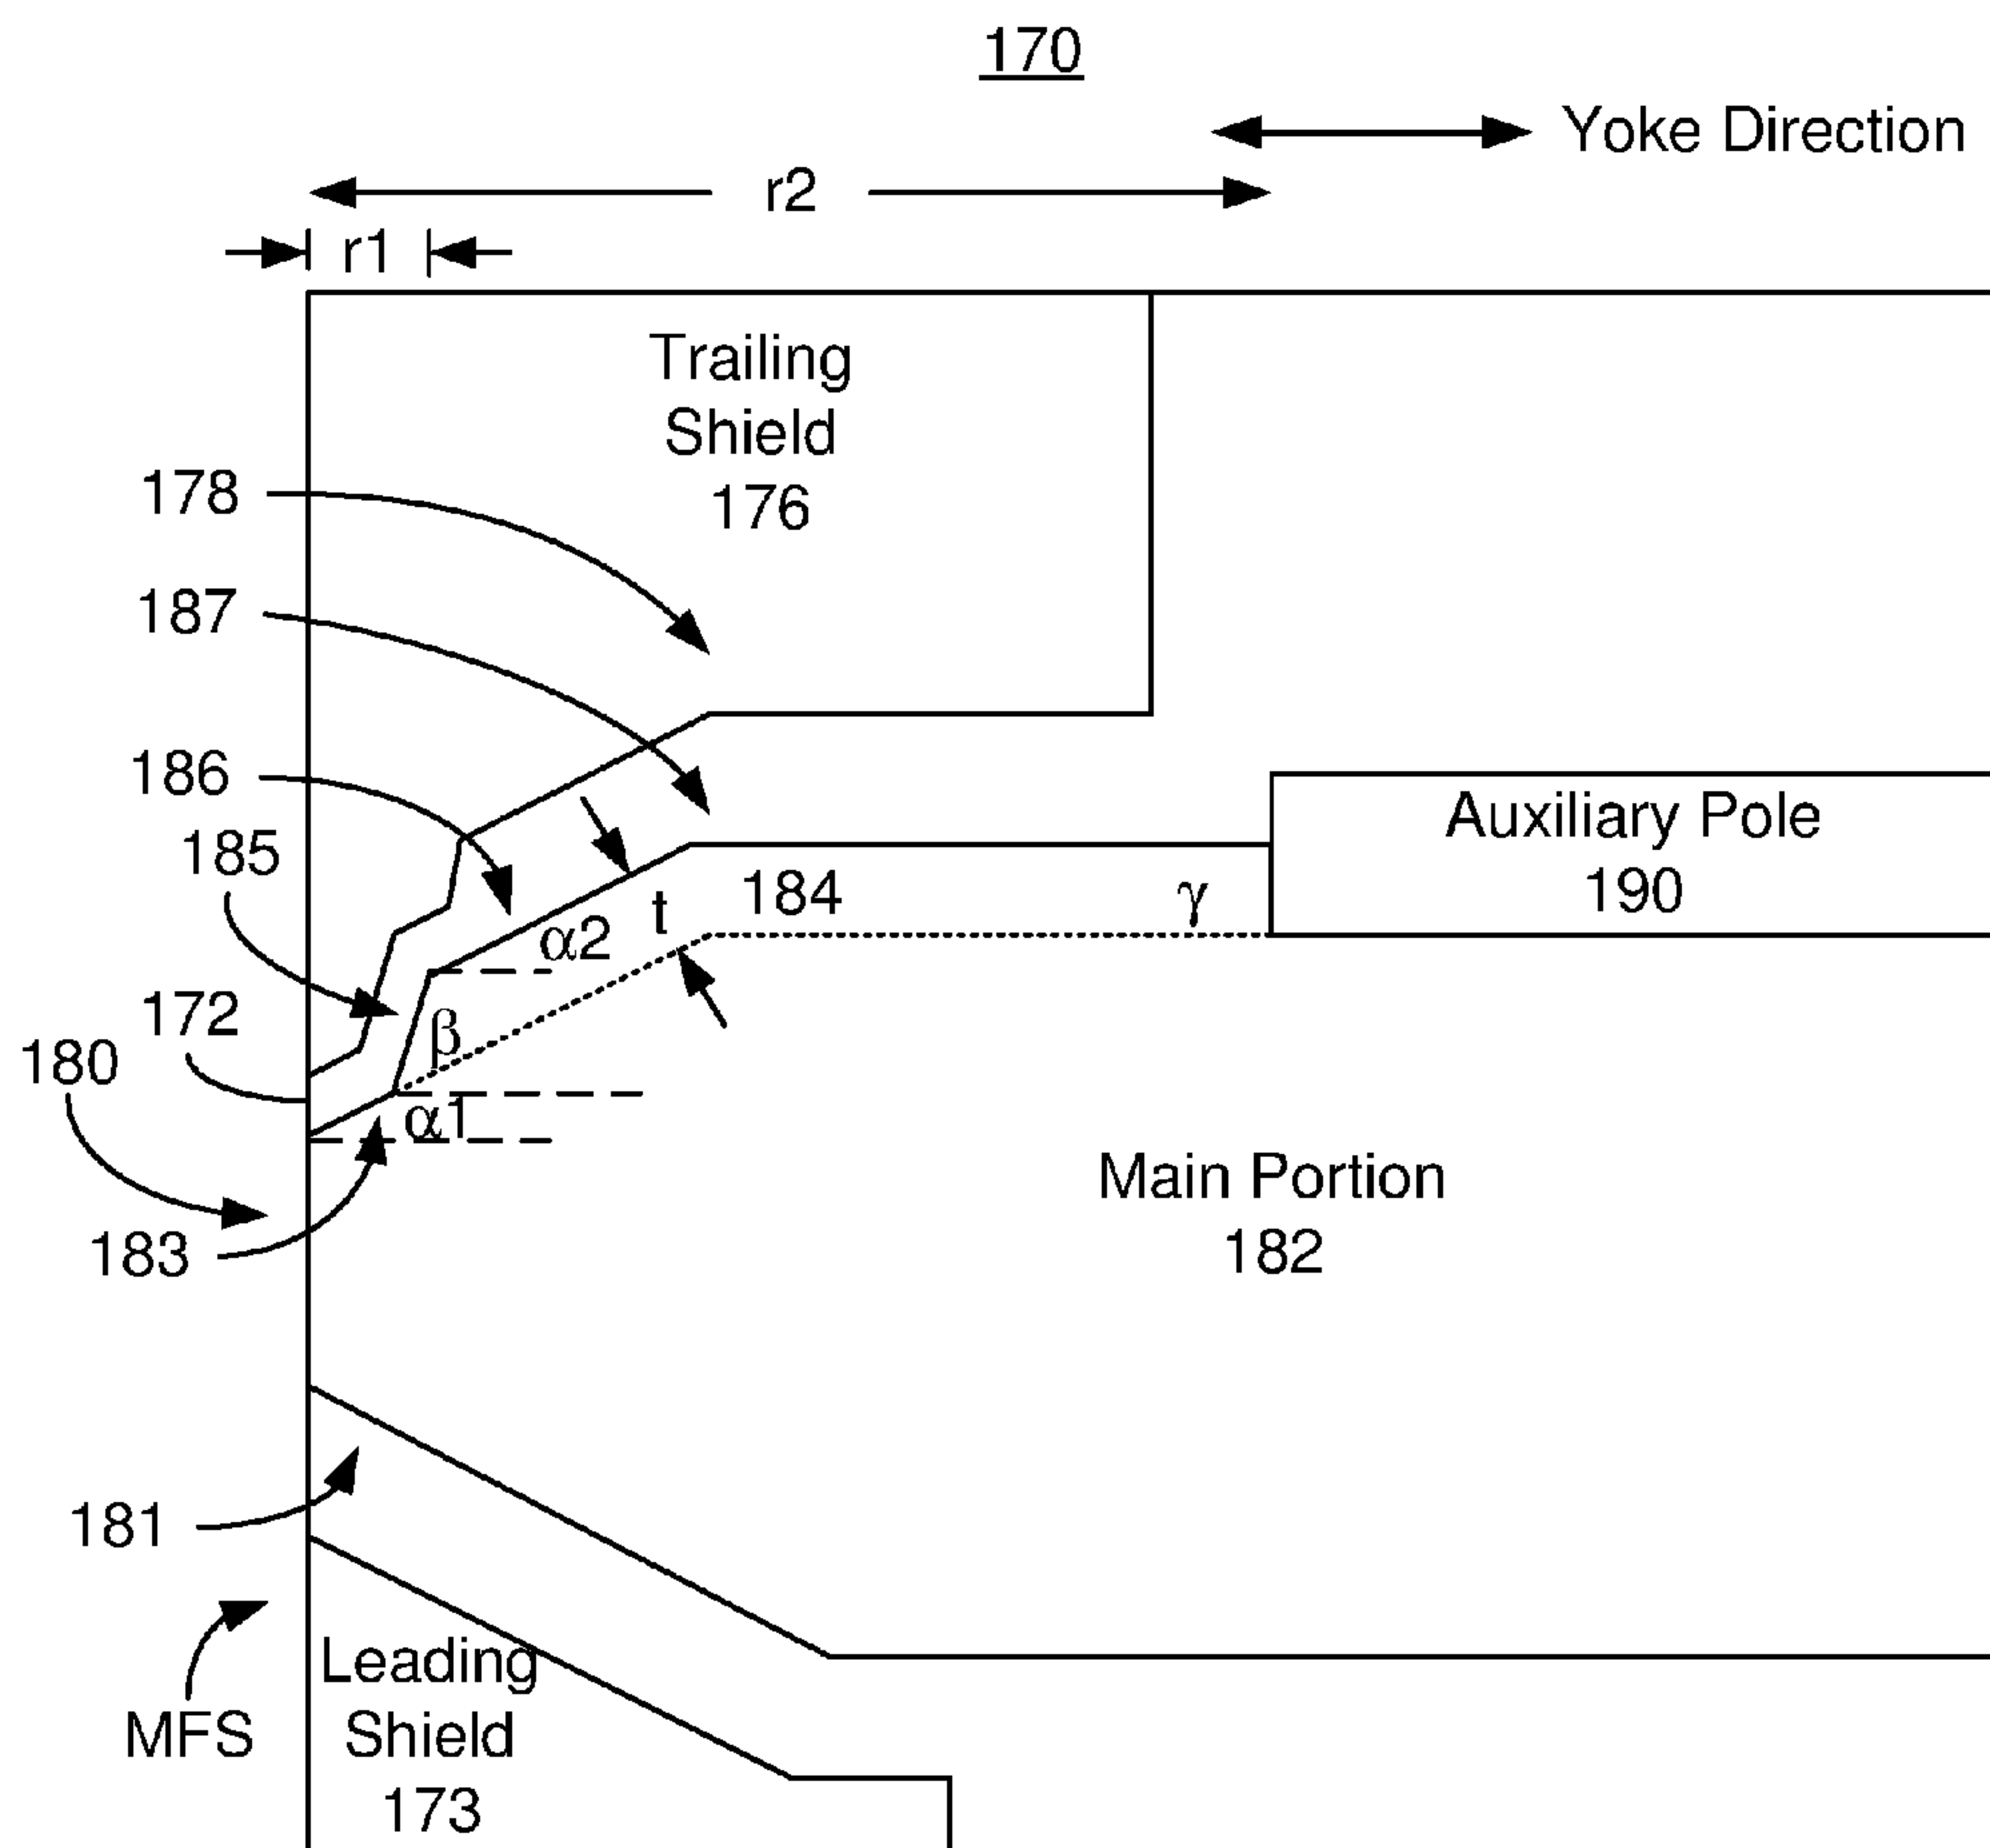 170
Yoke Direction
r2
r1
Trailing
Shield
176
178
187
186
185
Auxiliary Pole
190
184
γ
t
α2
172
β
180
α1
Main Portion
182
183
181
Leading
Shield
173
MFS